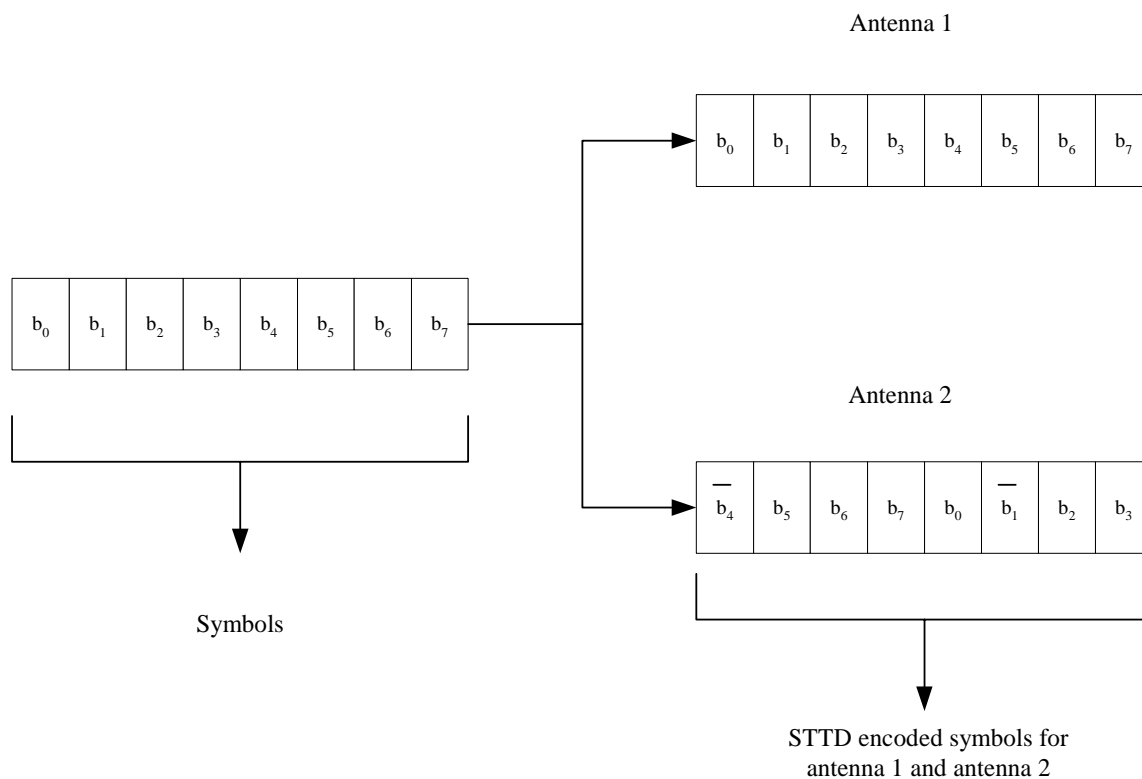 Antenna 1
b₀ b₁ b₂ b₃ b₄ b₅ b₆ b₇
b₀ b₁ b₂ b₃ b₄ b₅ b₆ b₇
Antenna 2
b̅₄ b₅ b₆ b₇ b₀ b̅₁ b₂ b₃
Symbols
STTD encoded symbols for
antenna 1 and antenna 2